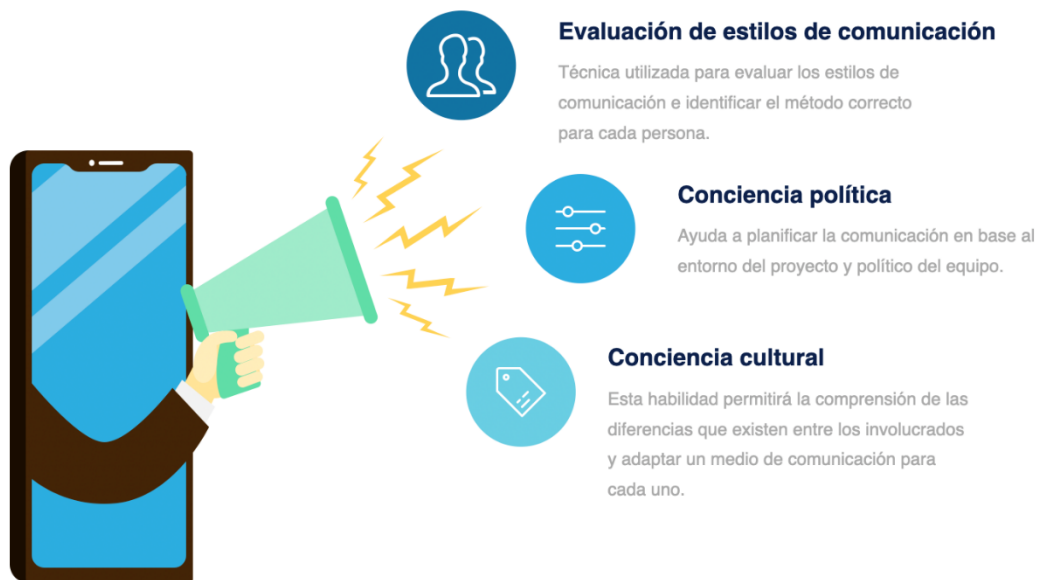 Evaluación de estilos de comunicación
Técnica utilizada para evaluar los estilos de
comunicación e identificar el método correcto
para cada persona.
Conciencia política
Ayuda a planificar la comunicación en base al
entorno del proyecto y político del equipo.
Conciencia cultural
Esta habilidad permitirá la comprensión de las
diferencias que existen entre los involucrados
y adaptar un medio de comunicación para
cada uno.